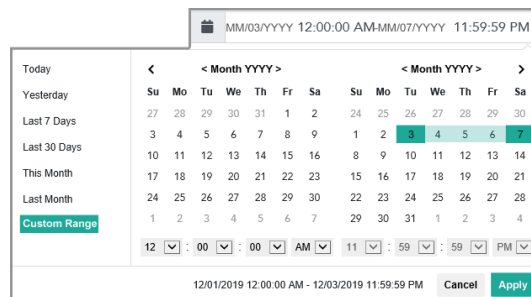 MM/03/YYYY 12:00:00 AM-MM/07/YYYY 11:59:59 PM
Today
Yesterday
Last 7 Days
Last 30 Days
This Month
Last Month
Custom Range
< Month YYYY >
Su Mo Tu We Th Fr Sa
27 28 29 30 31 1 2
3 4 5 6 7 8 9
10 11 12 13 14 15 16
17 18 19 20 21 22 23
24 25 26 27 28 29 30
1 2 3 4 5 6 7
12 : 00 : 00 AM
< Month YYYY >
Su Mo Tu We Th Fr Sa
24 25 26 27 28 29 30
1 2 3 4 5 6 7
8 9 10 11 12 13 14
15 16 17 18 19 20 21
22 23 24 25 26 27 28
29 30 31 1 2 3 4
11 : 59 : 59 PM
12/01/2019 12:00:00 AM - 12/03/2019 11:59:59 PM
Cancel
Apply